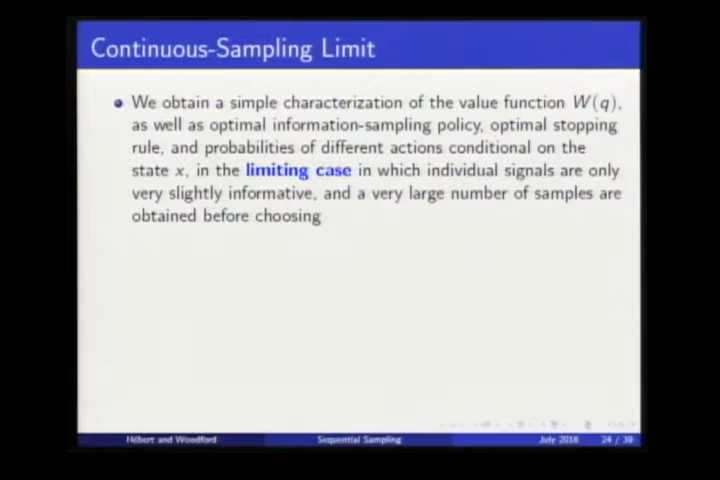 Continuous-Sampling Limit
We obtain a simple characterization of the value function W(q),
as well as optimal information-sampling policy, optimal stopping
rule, and probabilities of different actions conditional on the
state x, in the limiting case in which individual signals are only
very slightly informative, and a very large number of samples are
obtained before choosing
Hébert and Woodford Sequential Sampling July 2016 24 / 39